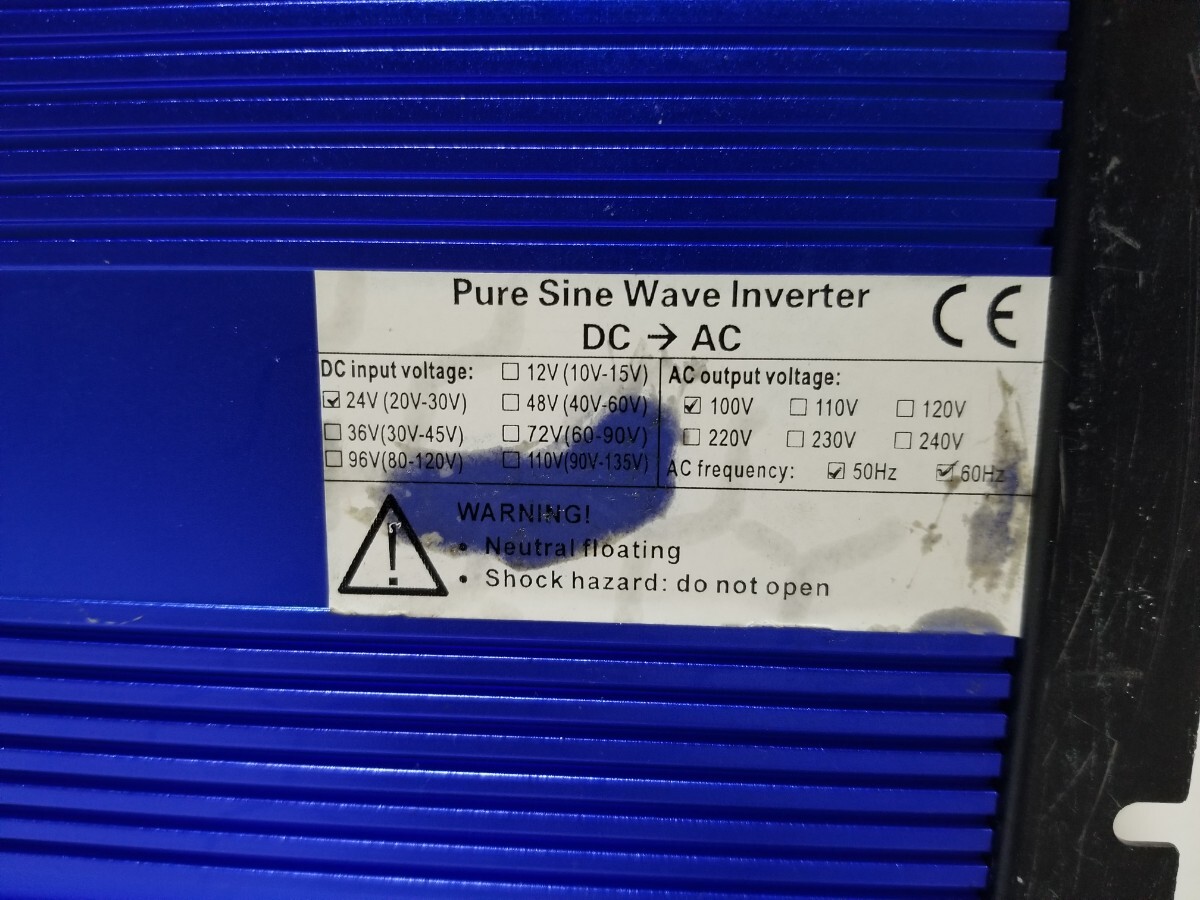 Pure Sine Wave Inverter
CE
DC → AC
DC input voltage: ☐ 12V (10V-15V)
☑ 24V (20V-30V) ☐ 48V (40V-60V)
☐ 36V(30V-45V) ☐ 72V(60-90V)
☐ 96V(80-120V) ☐ 110V(90V-135V)
AC output voltage:
☑ 100V ☐ 110V ☐ 120V
☐ 220V ☐ 230V ☐ 240V
AC frequency: ☑ 50Hz ☑ 60Hz
WARNING!
• Neutral floating
• Shock hazard: do not open